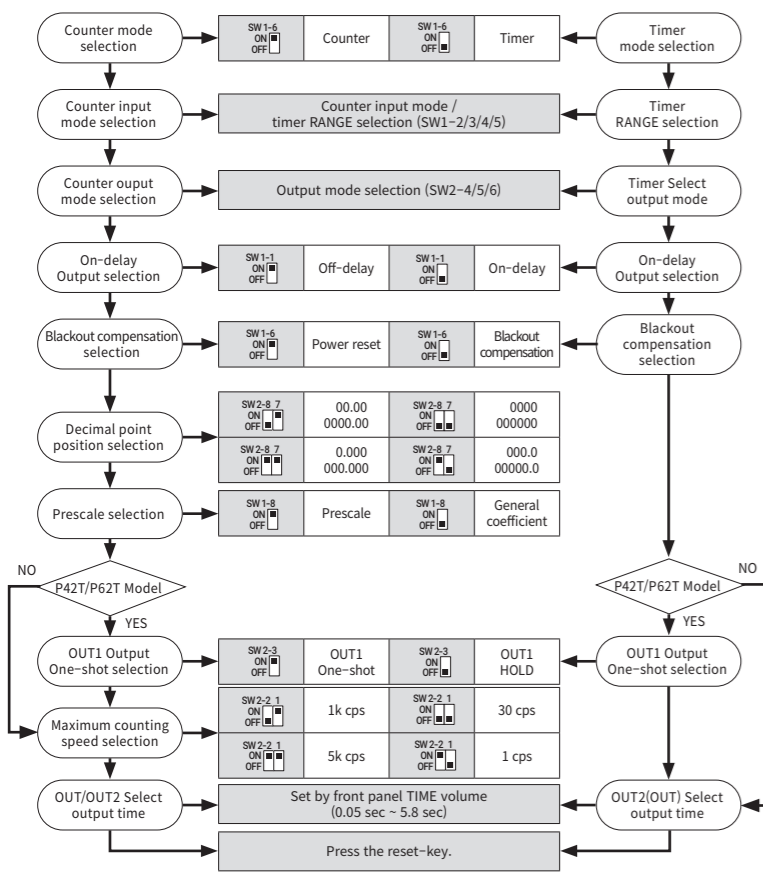 Counter mode
selection
SW 1-6
ON
OFF
Counter
SW 1-6
ON
OFF
Timer
Timer
mode selection
Counter input
mode selection
Counter input mode /
timer RANGE selection (SW1-2/3/4/5)
Timer
RANGE selection
Counter ouput
mode selection
Output mode selection (SW2-4/5/6)
Timer Select
output mode
On-delay
Output selection
SW 1-1
ON
OFF
Off-delay
SW 1-1
ON
OFF
On-delay
On-delay
Output selection
Blackout compensation
selection
SW 1-6
ON
OFF
Power reset
SW 1-6
ON
OFF
Blackout
compensation
Blackout
compensation
selection
Decimal point
position selection
SW 2-8 7
ON
OFF
00.00
0000.00
SW 2-8 7
ON
OFF
0000
000000
SW 2-8 7
ON
OFF
0.000
000.000
SW 2-8 7
ON
OFF
000.0
00000.0
Prescale selection
SW 1-8
ON
OFF
Prescale
SW 1-8
ON
OFF
General
coefficient
NO
P42T/P62T Model
YES
P42T/P62T Model
NO
YES
OUT1 Output
One-shot selection
SW 2-3
ON
OFF
OUT1
One-shot
SW 2-3
ON
OFF
OUT1
HOLD
OUT1 Output
One-shot selection
Maximum counting
speed selection
SW 2-2 1
ON
OFF
1k cps
SW 2-2 1
ON
OFF
30 cps
SW 2-2 1
ON
OFF
5k cps
SW 2-2 1
ON
OFF
1 cps
OUT/OUT2 Select
output time
Set by front panel TIME volume
(0.05 sec ~ 5.8 sec)
OUT2(OUT) Select
output time
Press the reset-key.